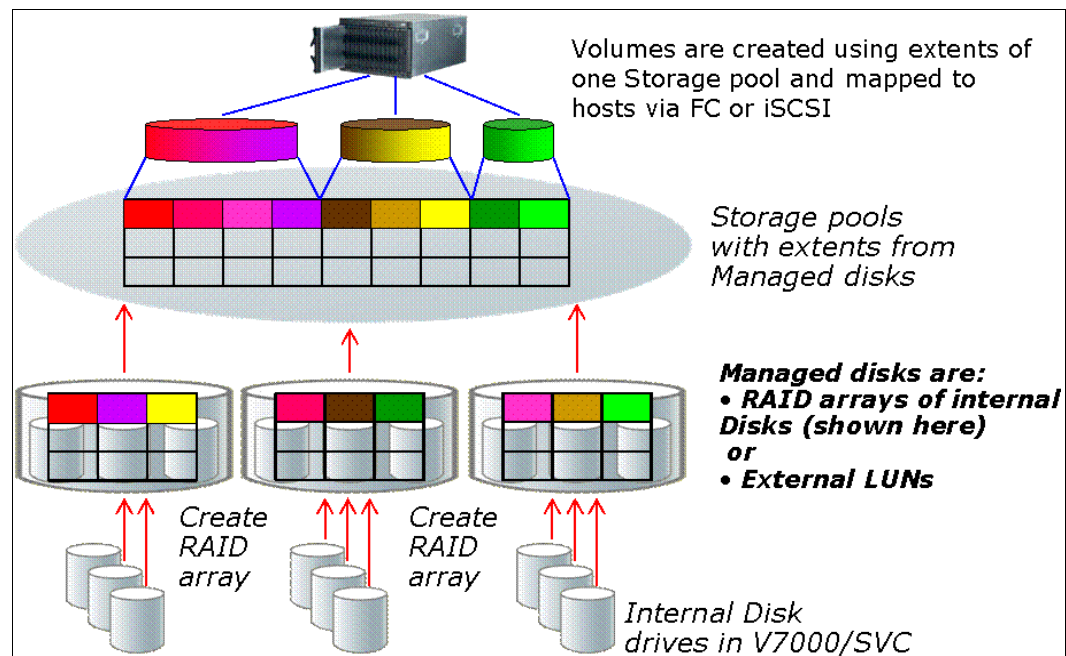 Volumes are created using extents of
one Storage pool and mapped to
hosts via FC or iSCSI
Storage pools
with extents from
Managed disks
Managed disks are:
• RAID arrays of internal
Disks (shown here)
or
• External LUNs
Create
RAID
array
Create
RAID
array
Internal Disk
drives in V7000/SVC